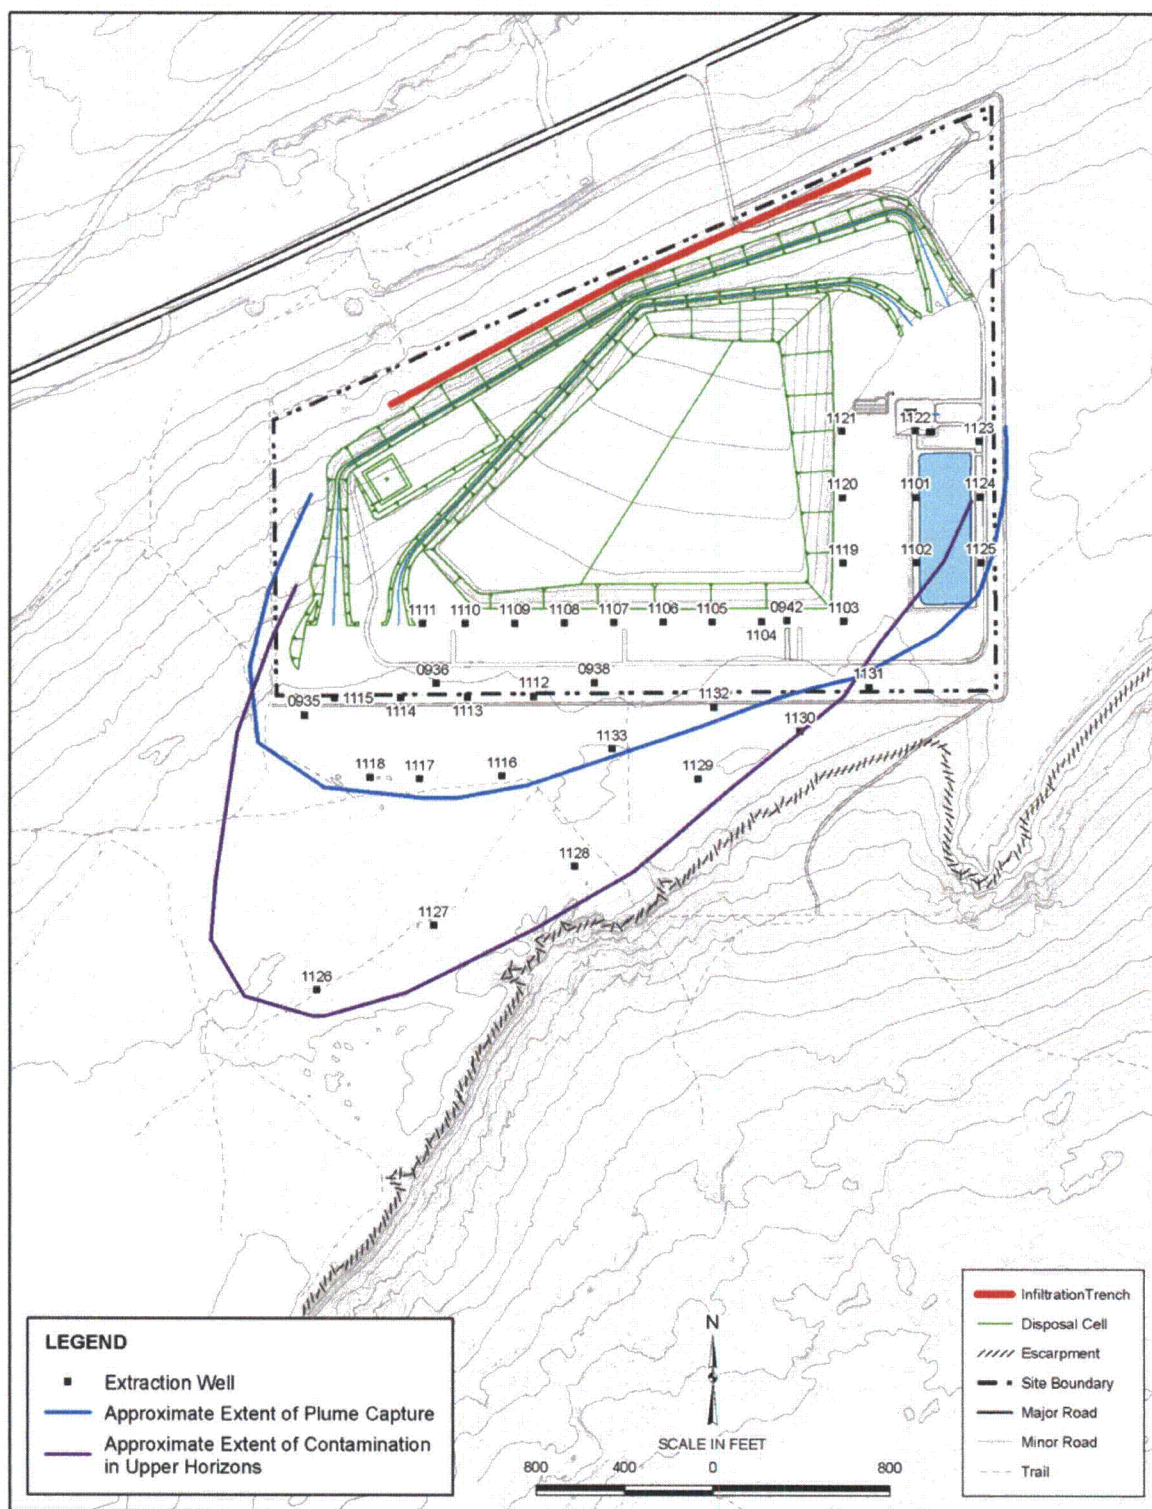 1121
1122
1123
1120
1101
1124
1119
1102
1125
1111
1110
1109
1108
1107
1106
1105
0942
1103
1104
0936
0938
1131
0935
1115
1114
1113
1112
1132
1130
1133
1118
1117
1116
1129
1128
1127
1126
LEGEND
Extraction Well
Approximate Extent of Plume Capture
Approximate Extent of Contamination
in Upper Horizons
N
SCALE IN FEET
800 400 0 800
InfiltrationTrench
Disposal Cell
Escarpment
Site Boundary
Major Road
Minor Road
Trail